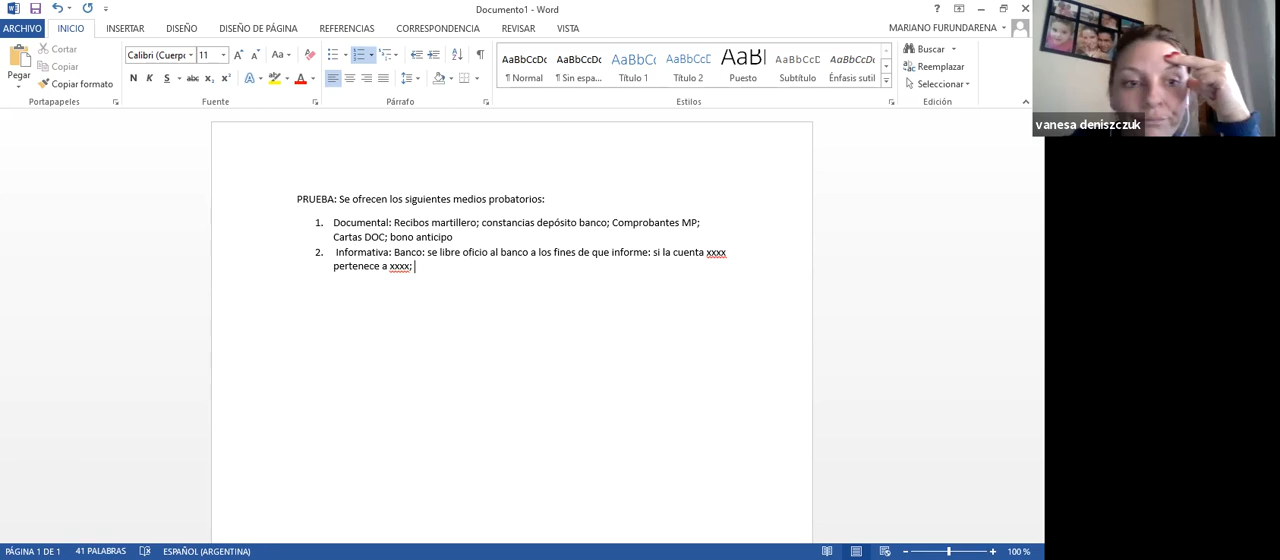 Documento1 - Word
ARCHIVO INICIO INSERTAR DISEÑO DISEÑO DE PÁGINA REFERENCIAS CORRESPONDENCIA REVISAR VISTA MARIANO FURUNDARENA
Pegar
Cortar
Copiar
Copiar formato
Portapapeles
Calibri (Cuerpo 11
Fuente
Párrafo
AaBbCcDc AaBbCcDc AaBbCc AaBbCcC AaBl AaBbCcC AaBbCcDc
¶ Normal ¶ Sin espa... Título 1 Título 2 Puesto Subtítulo Énfasis sutil
Estilos
Buscar
Reemplazar
Seleccionar
Edición
vanesa deniszczuk
PRUEBA: Se ofrecen los siguientes medios probatorios:
1. Documental: Recibos martillero; constancias depósito banco; Comprobantes MP;
Cartas DOC; bono anticipo
2. Informativa: Banco: se libre oficio al banco a los fines de que informe: si la cuenta xxxx
pertenece a xxxx;
PÁGINA 1 DE 1 41 PALABRAS ESPAÑOL (ARGENTINA) 100 %